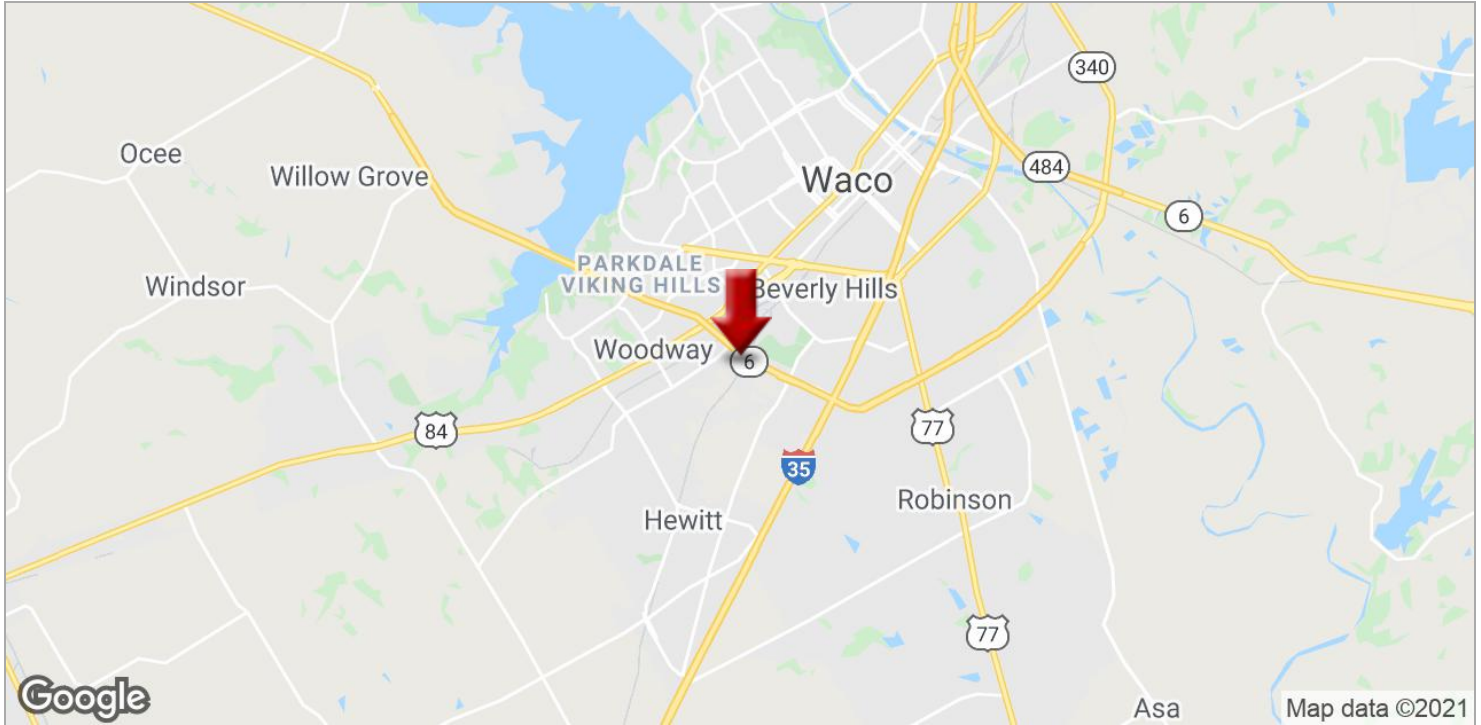 340
Ocee
Willow Grove
Waco
484
6
PARKDALE
VIKING HILLS
Windsor
Beverly Hills
Woodway
6
84
77
35
Hewitt
Robinson
77
Asa
Google
Map data ©2021